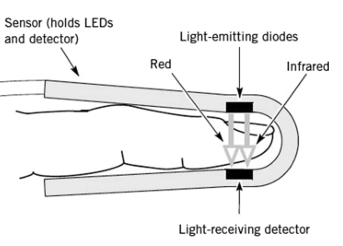 Sensor (holds LEDs
and detector)
Light-emitting diodes
Red
Infrared
Light-receiving detector